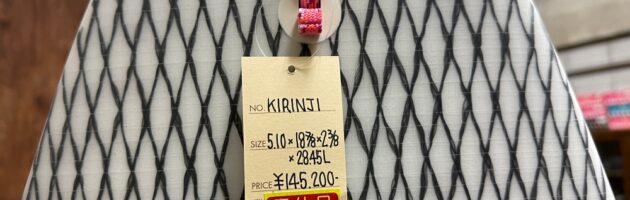 NO. KIRINJI
SIZE 5.10 × 18⅞ × 2⅜
× 28.45L
PRICE ¥145.200-